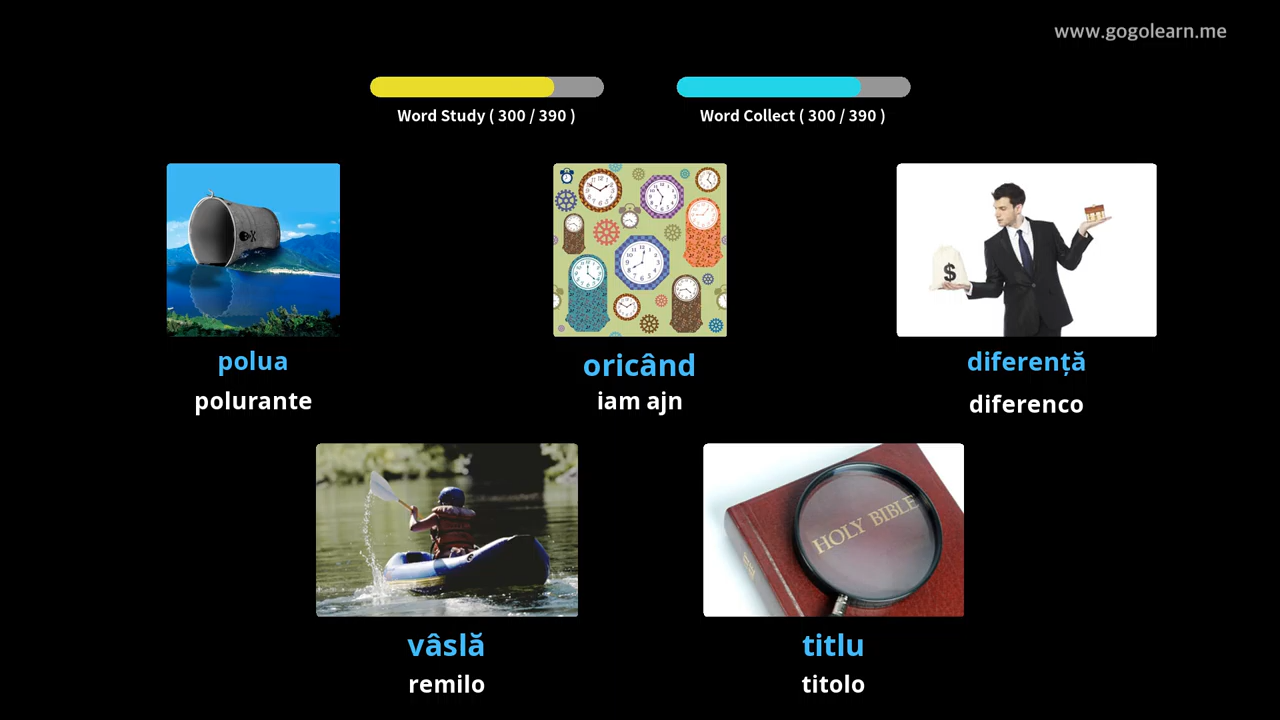 www.gogolearn.me
Word Study ( 300 / 390 )
Word Collect ( 300 / 390 )
polua
polurante
oricând
iam ajn
diferență
diferenco
$
HOLY BIBLE
vâslă
remilo
titlu
titolo